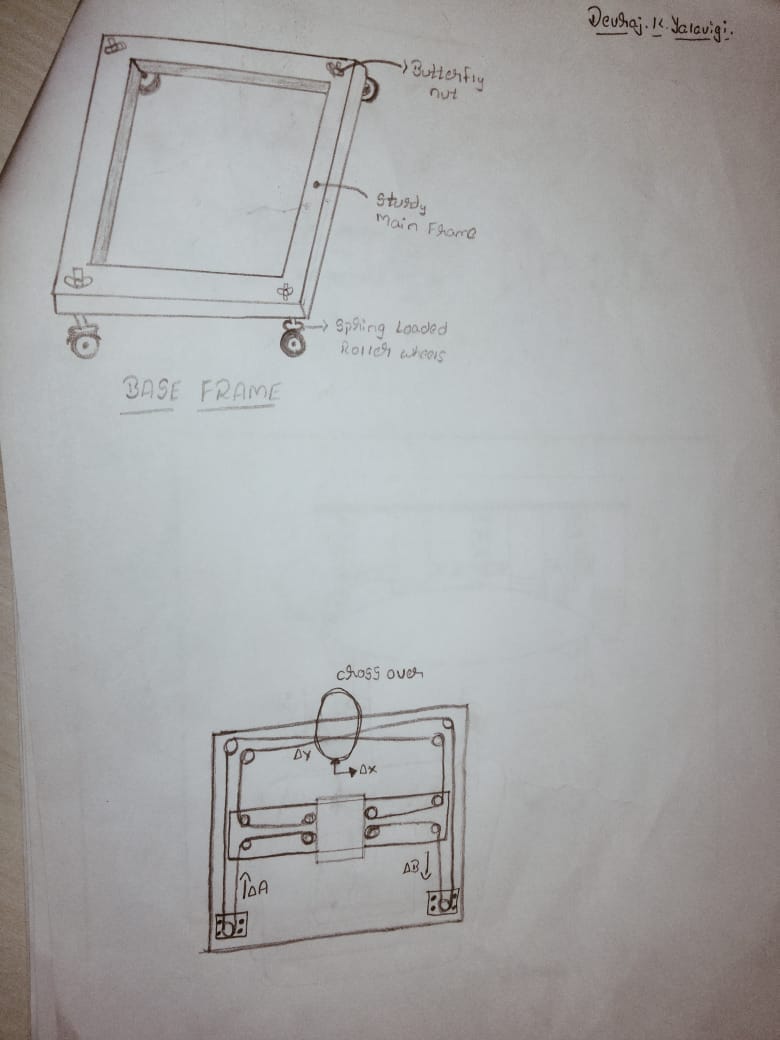 Devraj.K.Yalavigi.
Butterfly
nut
Sturdy
Main Frame
Spring Loaded
Roller wheels
BASE FRAME
cross over
ΔY
ΔX
ΔB
ΔA